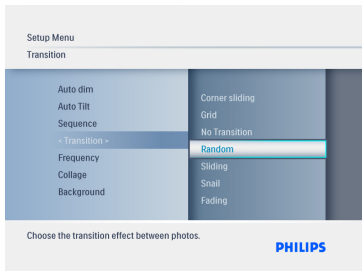 Setup Menu
Transition
Auto dim
Auto Tilt
Sequence
« Transition »
Frequency
Collage
Background
Corner sliding
Grid
No Transition
Random
Sliding
Snail
Fading
Choose the transition effect between photos.
PHILIPS